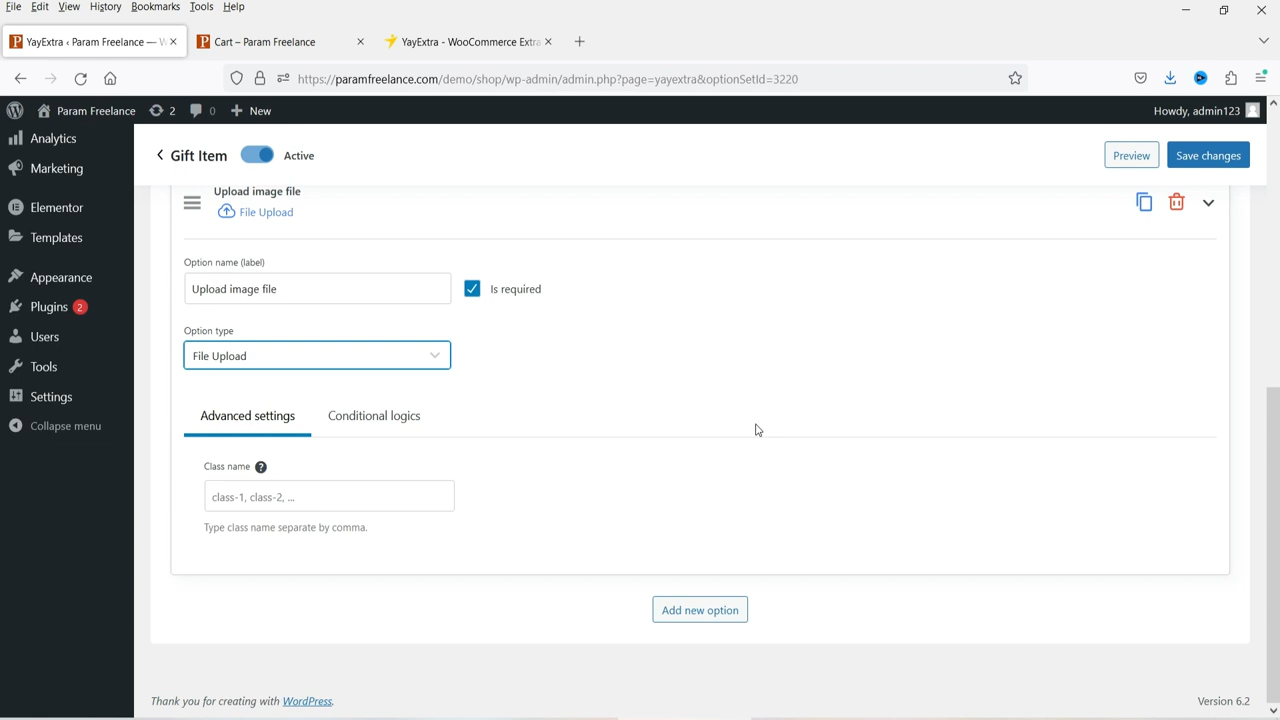 File Edit View History Bookmarks Tools Help
YayExtra ‹ Param Freelance — W
Cart – Param Freelance
YayExtra - WooCommerce Extra
https://paramfreelance.com/demo/shop/wp-admin/admin.php?page=yayextra&optionSetId=3220
Param Freelance 2 0 New
Howdy, admin123
Analytics
Marketing
Elementor
Templates
Appearance
Plugins 2
Users
Tools
Settings
Collapse menu
Gift Item Active
Preview Save changes
Upload image file
File Upload
Option name (label)
Upload image file
Is required
Option type
File Upload
Advanced settings Conditional logics
Class name ?
class-1, class-2, ...
Type class name separate by comma.
Add new option
Thank you for creating with WordPress.
Version 6.2